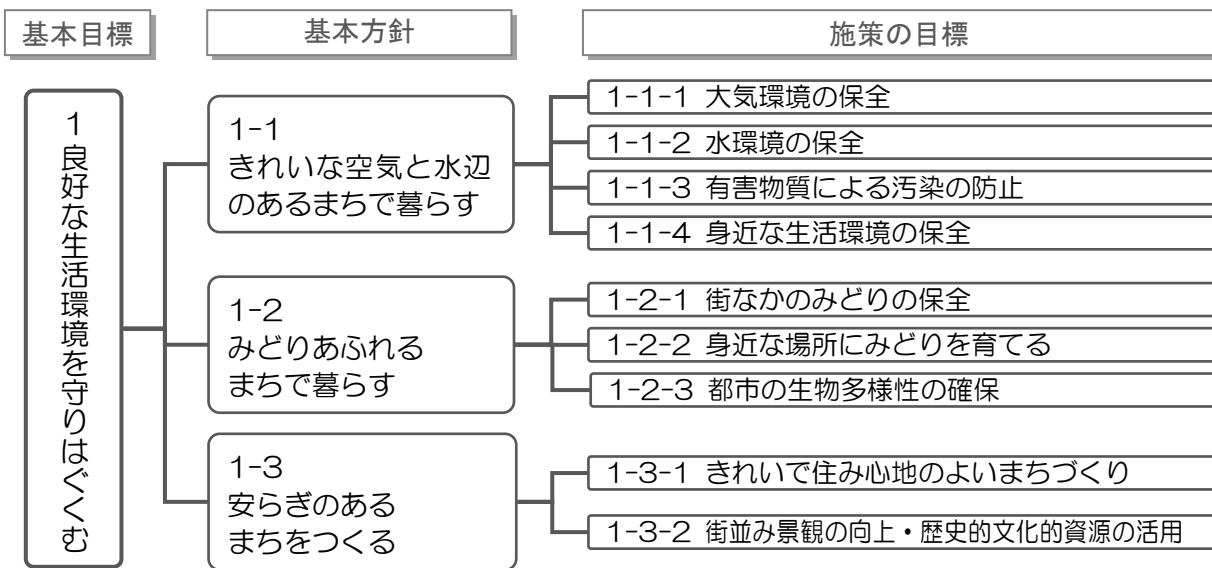 基本目標
基本方針
施策の目標
1良好な生活環境を守りはぐくむ
1-1
きれいな空気と水辺
のあるまちで暮らす
1-1-1 大気環境の保全
1-1-2 水環境の保全
1-1-3 有害物質による汚染の防止
1-1-4 身近な生活環境の保全
1-2
みどりあふれる
まちで暮らす
1-2-1 街なかのみどりの保全
1-2-2 身近な場所にみどりを育てる
1-2-3 都市の生物多様性の確保
1-3
安らぎのある
まちをつくる
1-3-1 きれいで住み心地のよいまちづくり
1-3-2 街並み景観の向上・歴史的文化的資源の活用